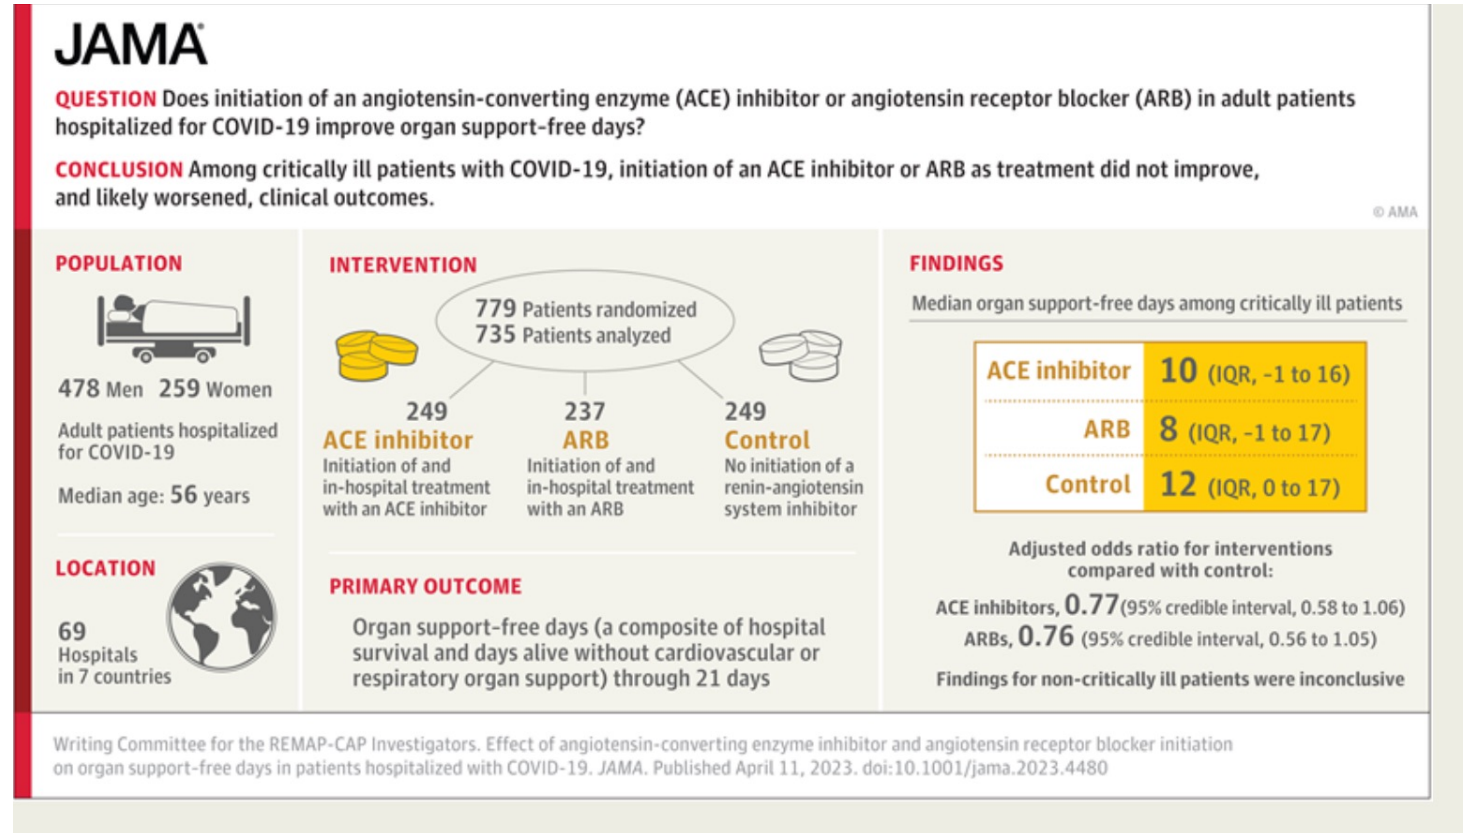 JAMA®
QUESTION Does initiation of an angiotensin-converting enzyme (ACE) inhibitor or angiotensin receptor blocker (ARB) in adult patients
hospitalized for COVID-19 improve organ support-free days?
CONCLUSION Among critically ill patients with COVID-19, initiation of an ACE inhibitor or ARB as treatment did not improve,
and likely worsened, clinical outcomes.
© AMA
POPULATION
478 Men 259 Women
Adult patients hospitalized
for COVID-19
Median age: 56 years
LOCATION
69
Hospitals
in 7 countries
INTERVENTION
779 Patients randomized
735 Patients analyzed
249
ACE inhibitor
Initiation of and
in-hospital treatment
with an ACE inhibitor
237
ARB
Initiation of and
in-hospital treatment
with an ARB
249
Control
No initiation of a
renin-angiotensin
system inhibitor
PRIMARY OUTCOME
Organ support-free days (a composite of hospital
survival and days alive without cardiovascular or
respiratory organ support) through 21 days
FINDINGS
Median organ support-free days among critically ill patients
ACE inhibitor 10 (IQR, -1 to 16)
ARB 8 (IQR, -1 to 17)
Control 12 (IQR, 0 to 17)
Adjusted odds ratio for interventions
compared with control:
ACE inhibitors, 0.77(95% credible interval, 0.58 to 1.06)
ARBs, 0.76 (95% credible interval, 0.56 to 1.05)
Findings for non-critically ill patients were inconclusive
Writing Committee for the REMAP-CAP Investigators. Effect of angiotensin-converting enzyme inhibitor and angiotensin receptor blocker initiation
on organ support-free days in patients hospitalized with COVID-19. JAMA. Published April 11, 2023. doi:10.1001/jama.2023.4480